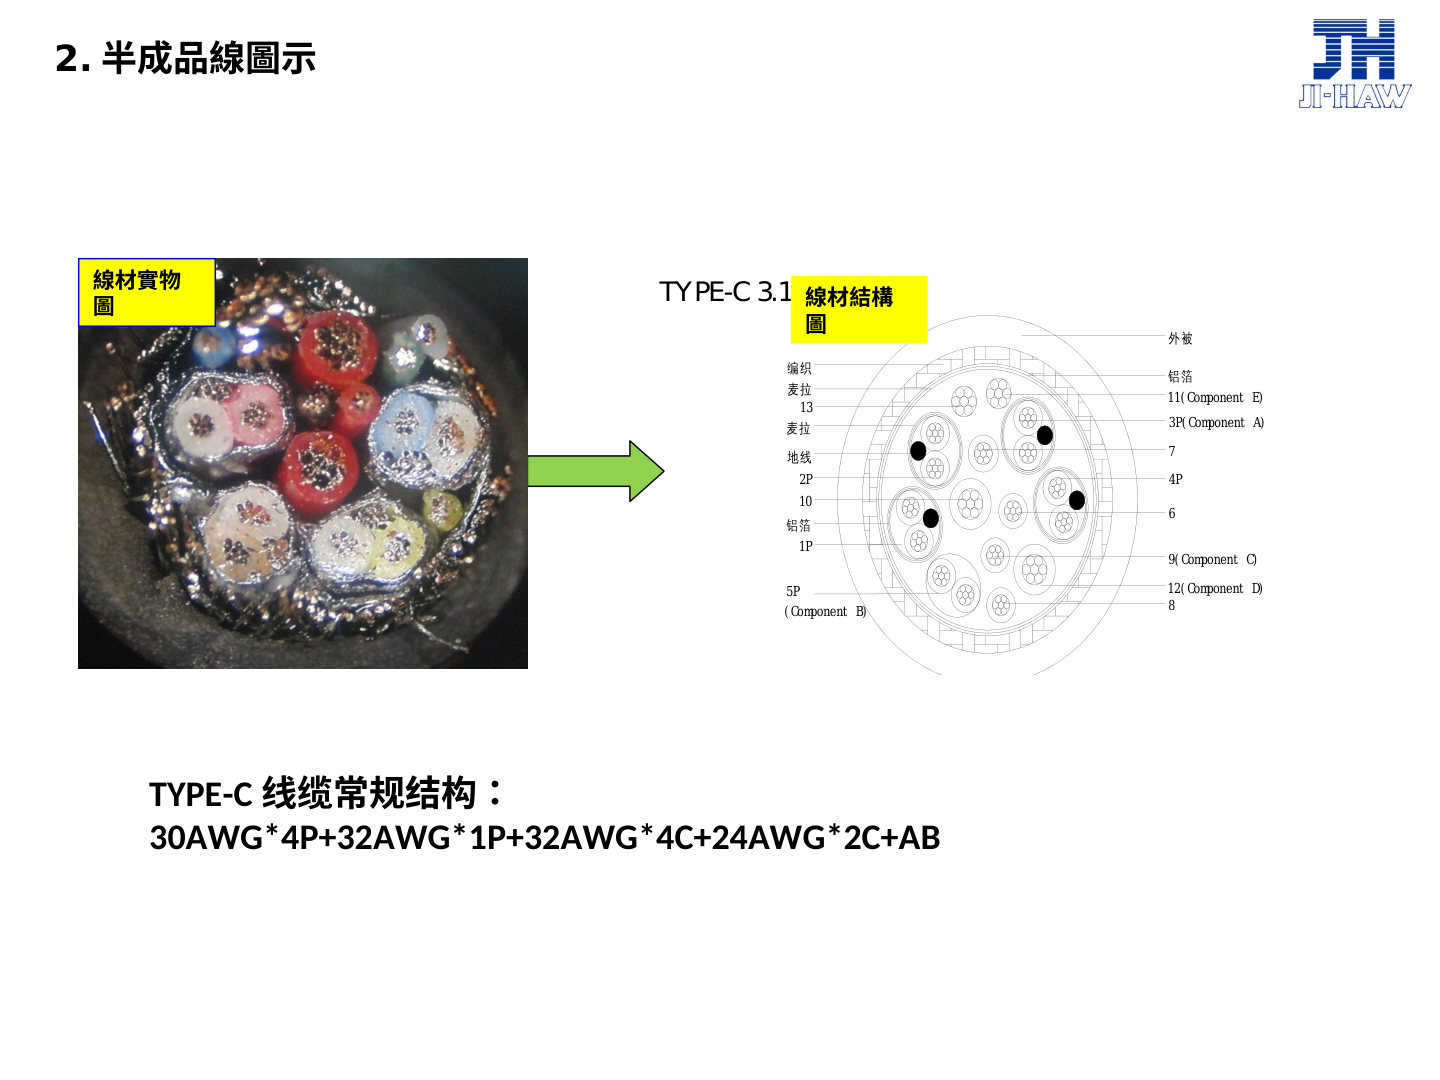 2. 半成品線圖示
JI-HAW
線材實物
圖
TYPE-C 3.1
線材結構
圖
编织
麦拉
13
麦拉
地线
2P
10
铝箔
1P
5P
(Component B)
外被
铝箔
11(Component E)
3P(Component A)
7
4P
6
9(Component C)
12(Component D)
8
TYPE-C 线缆常规结构：
30AWG*4P+32AWG*1P+32AWG*4C+24AWG*2C+AB